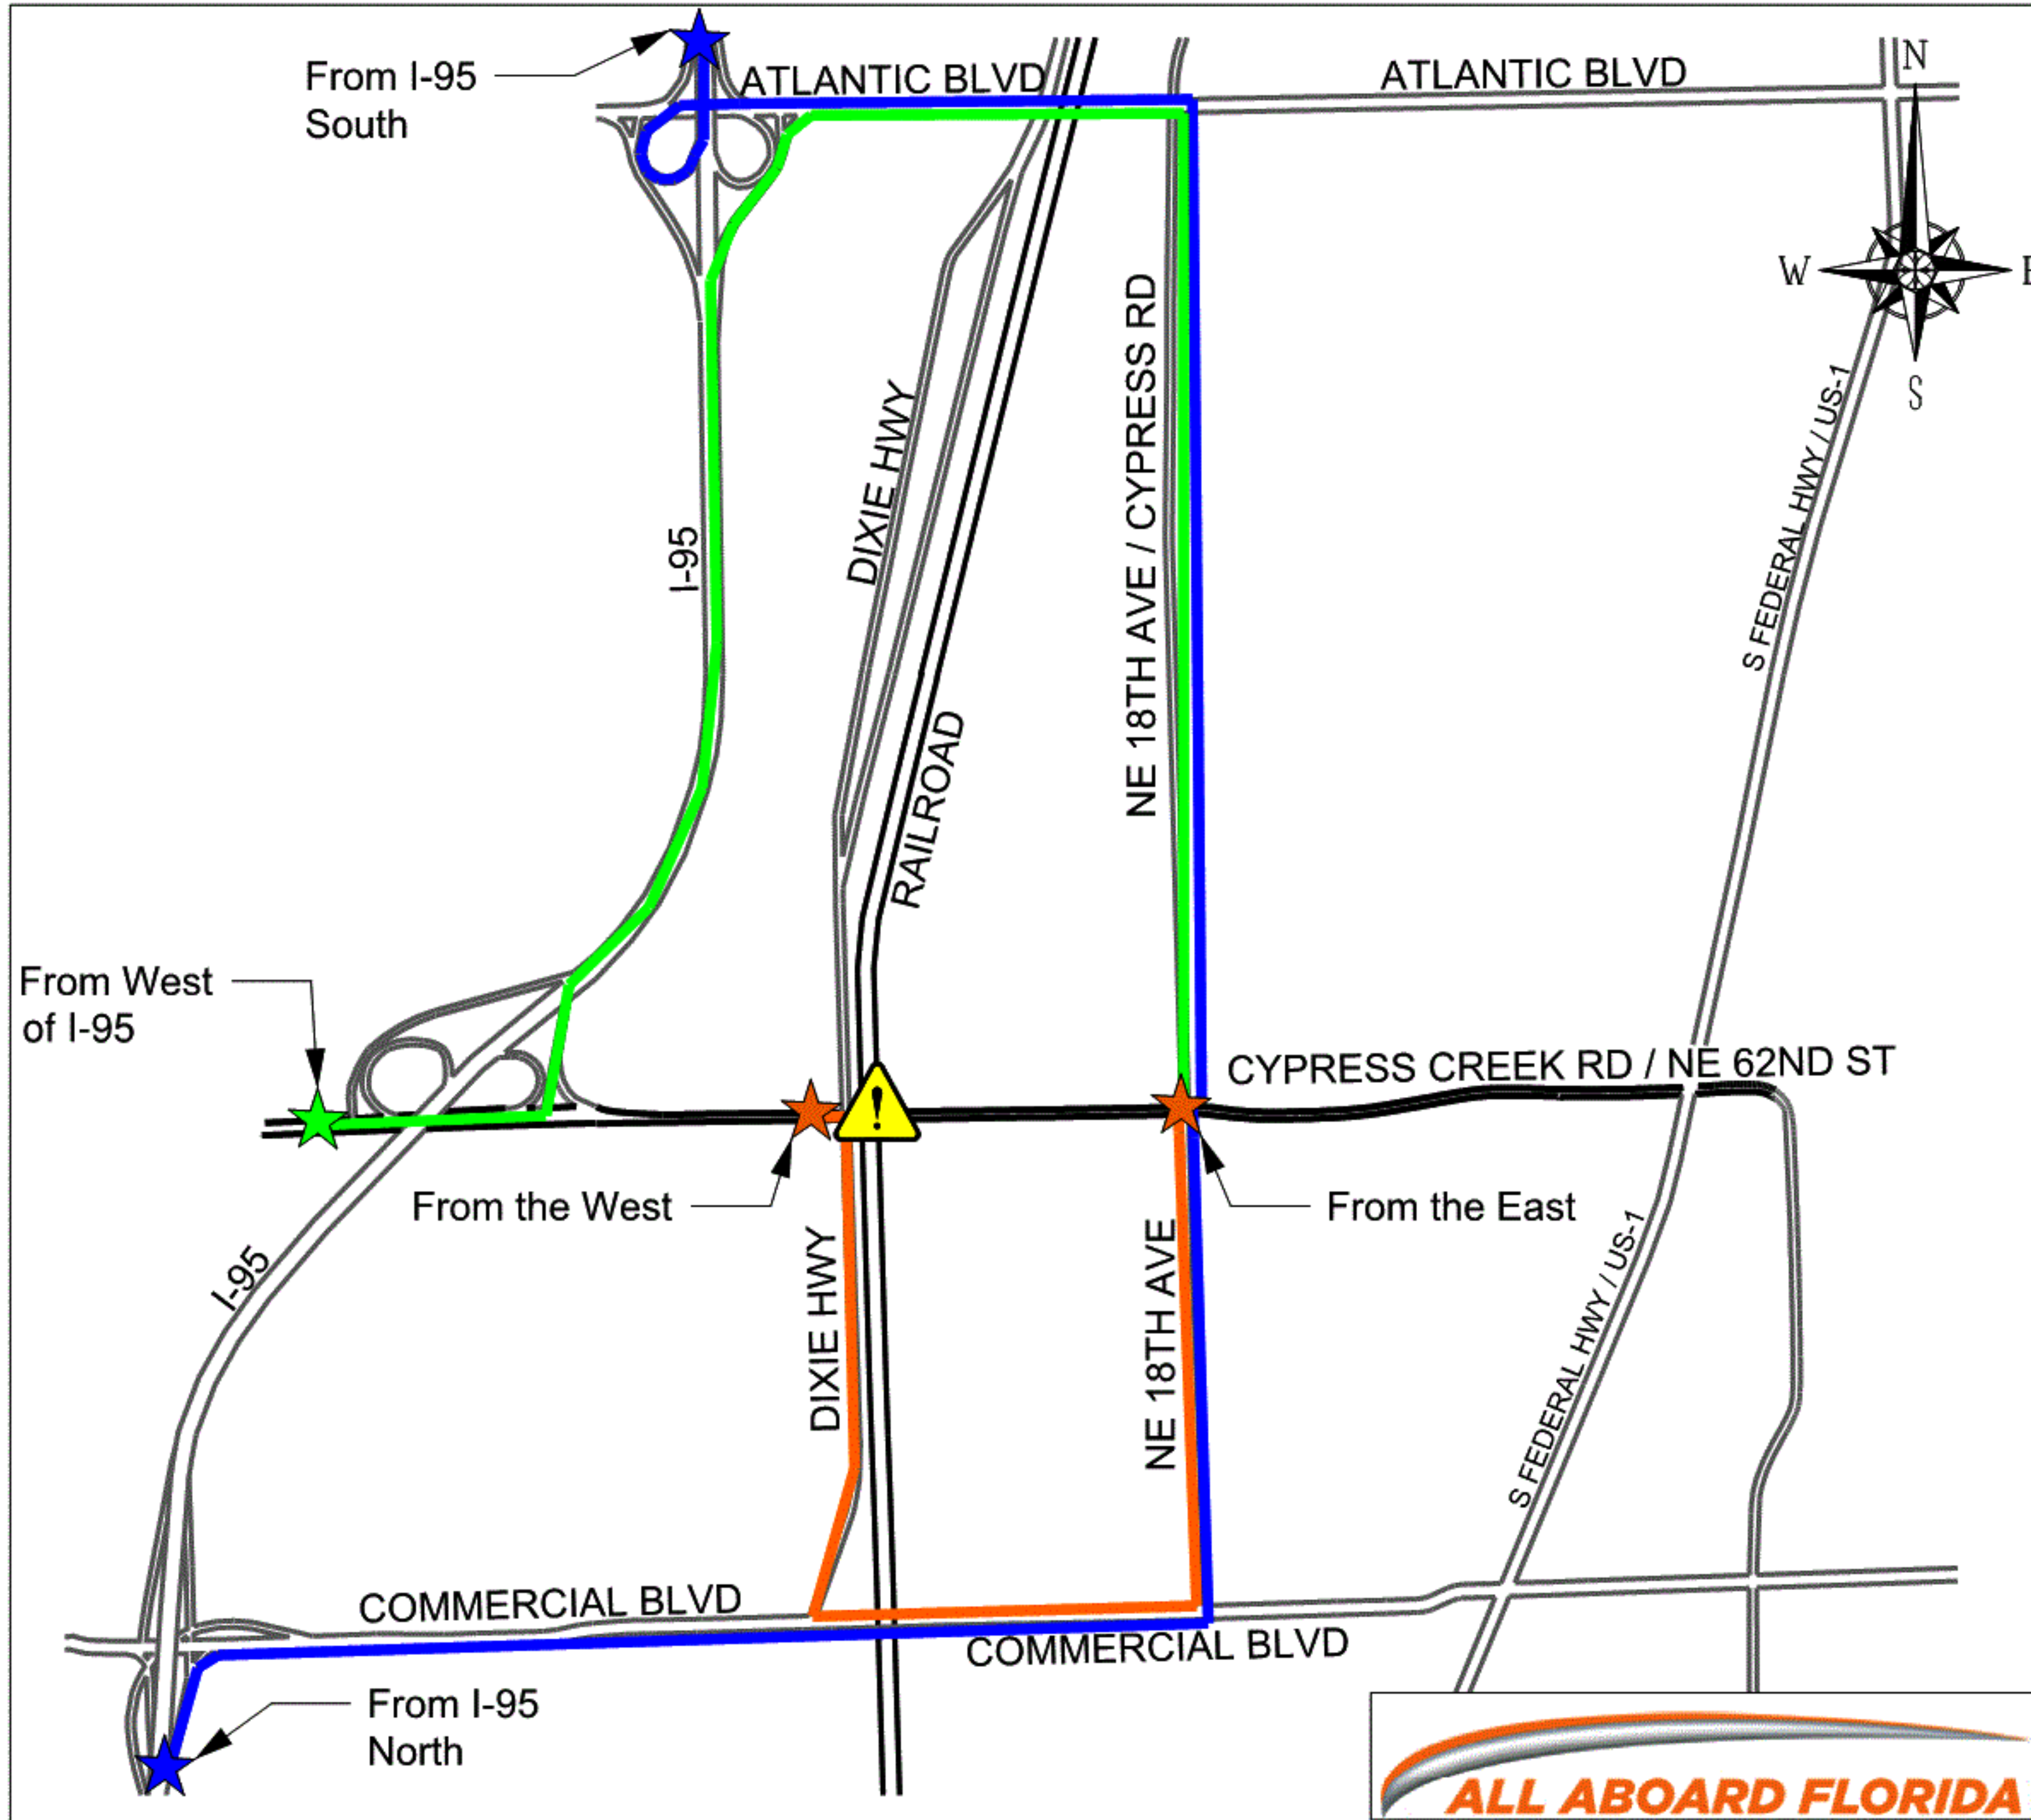 N
From I-95
South
ATLANTIC BLVD
ATLANTIC BLVD
W
E
S
NE 18TH AVE / CYPRESS RD
DIXIE HWY
S FEDERAL HWY / US-1
I-95
RAILROAD
From West
of I-95
CYPRESS CREEK RD / NE 62ND ST
!
From the West
From the East
I-95
DIXIE HWY
NE 18TH AVE
S FEDERAL HWY / US-1
COMMERCIAL BLVD
COMMERCIAL BLVD
From I-95
North
ALL ABOARD FLORIDA